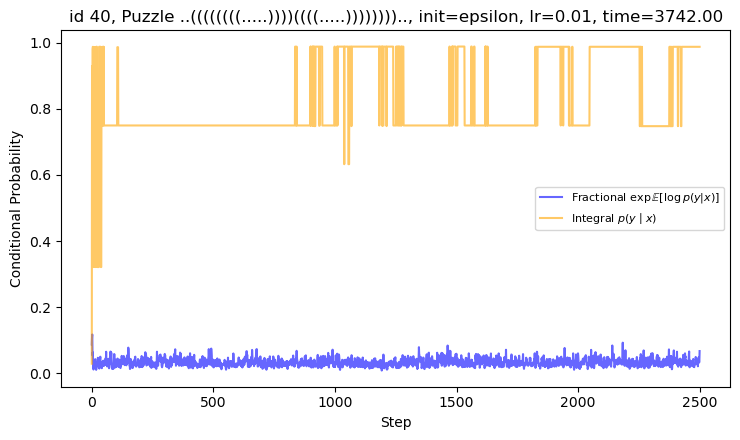 id 40, Puzzle ..((((((((.....))))((((.....)))))))).., init=epsilon, lr=0.01, time=3742.00
1.0
0.8
0.6
0.4
0.2
0.0
Conditional Probability
Fractional exp𝔼[log p(y|x)]
Integral p(y | x)
0
500
1000
1500
2000
2500
Step